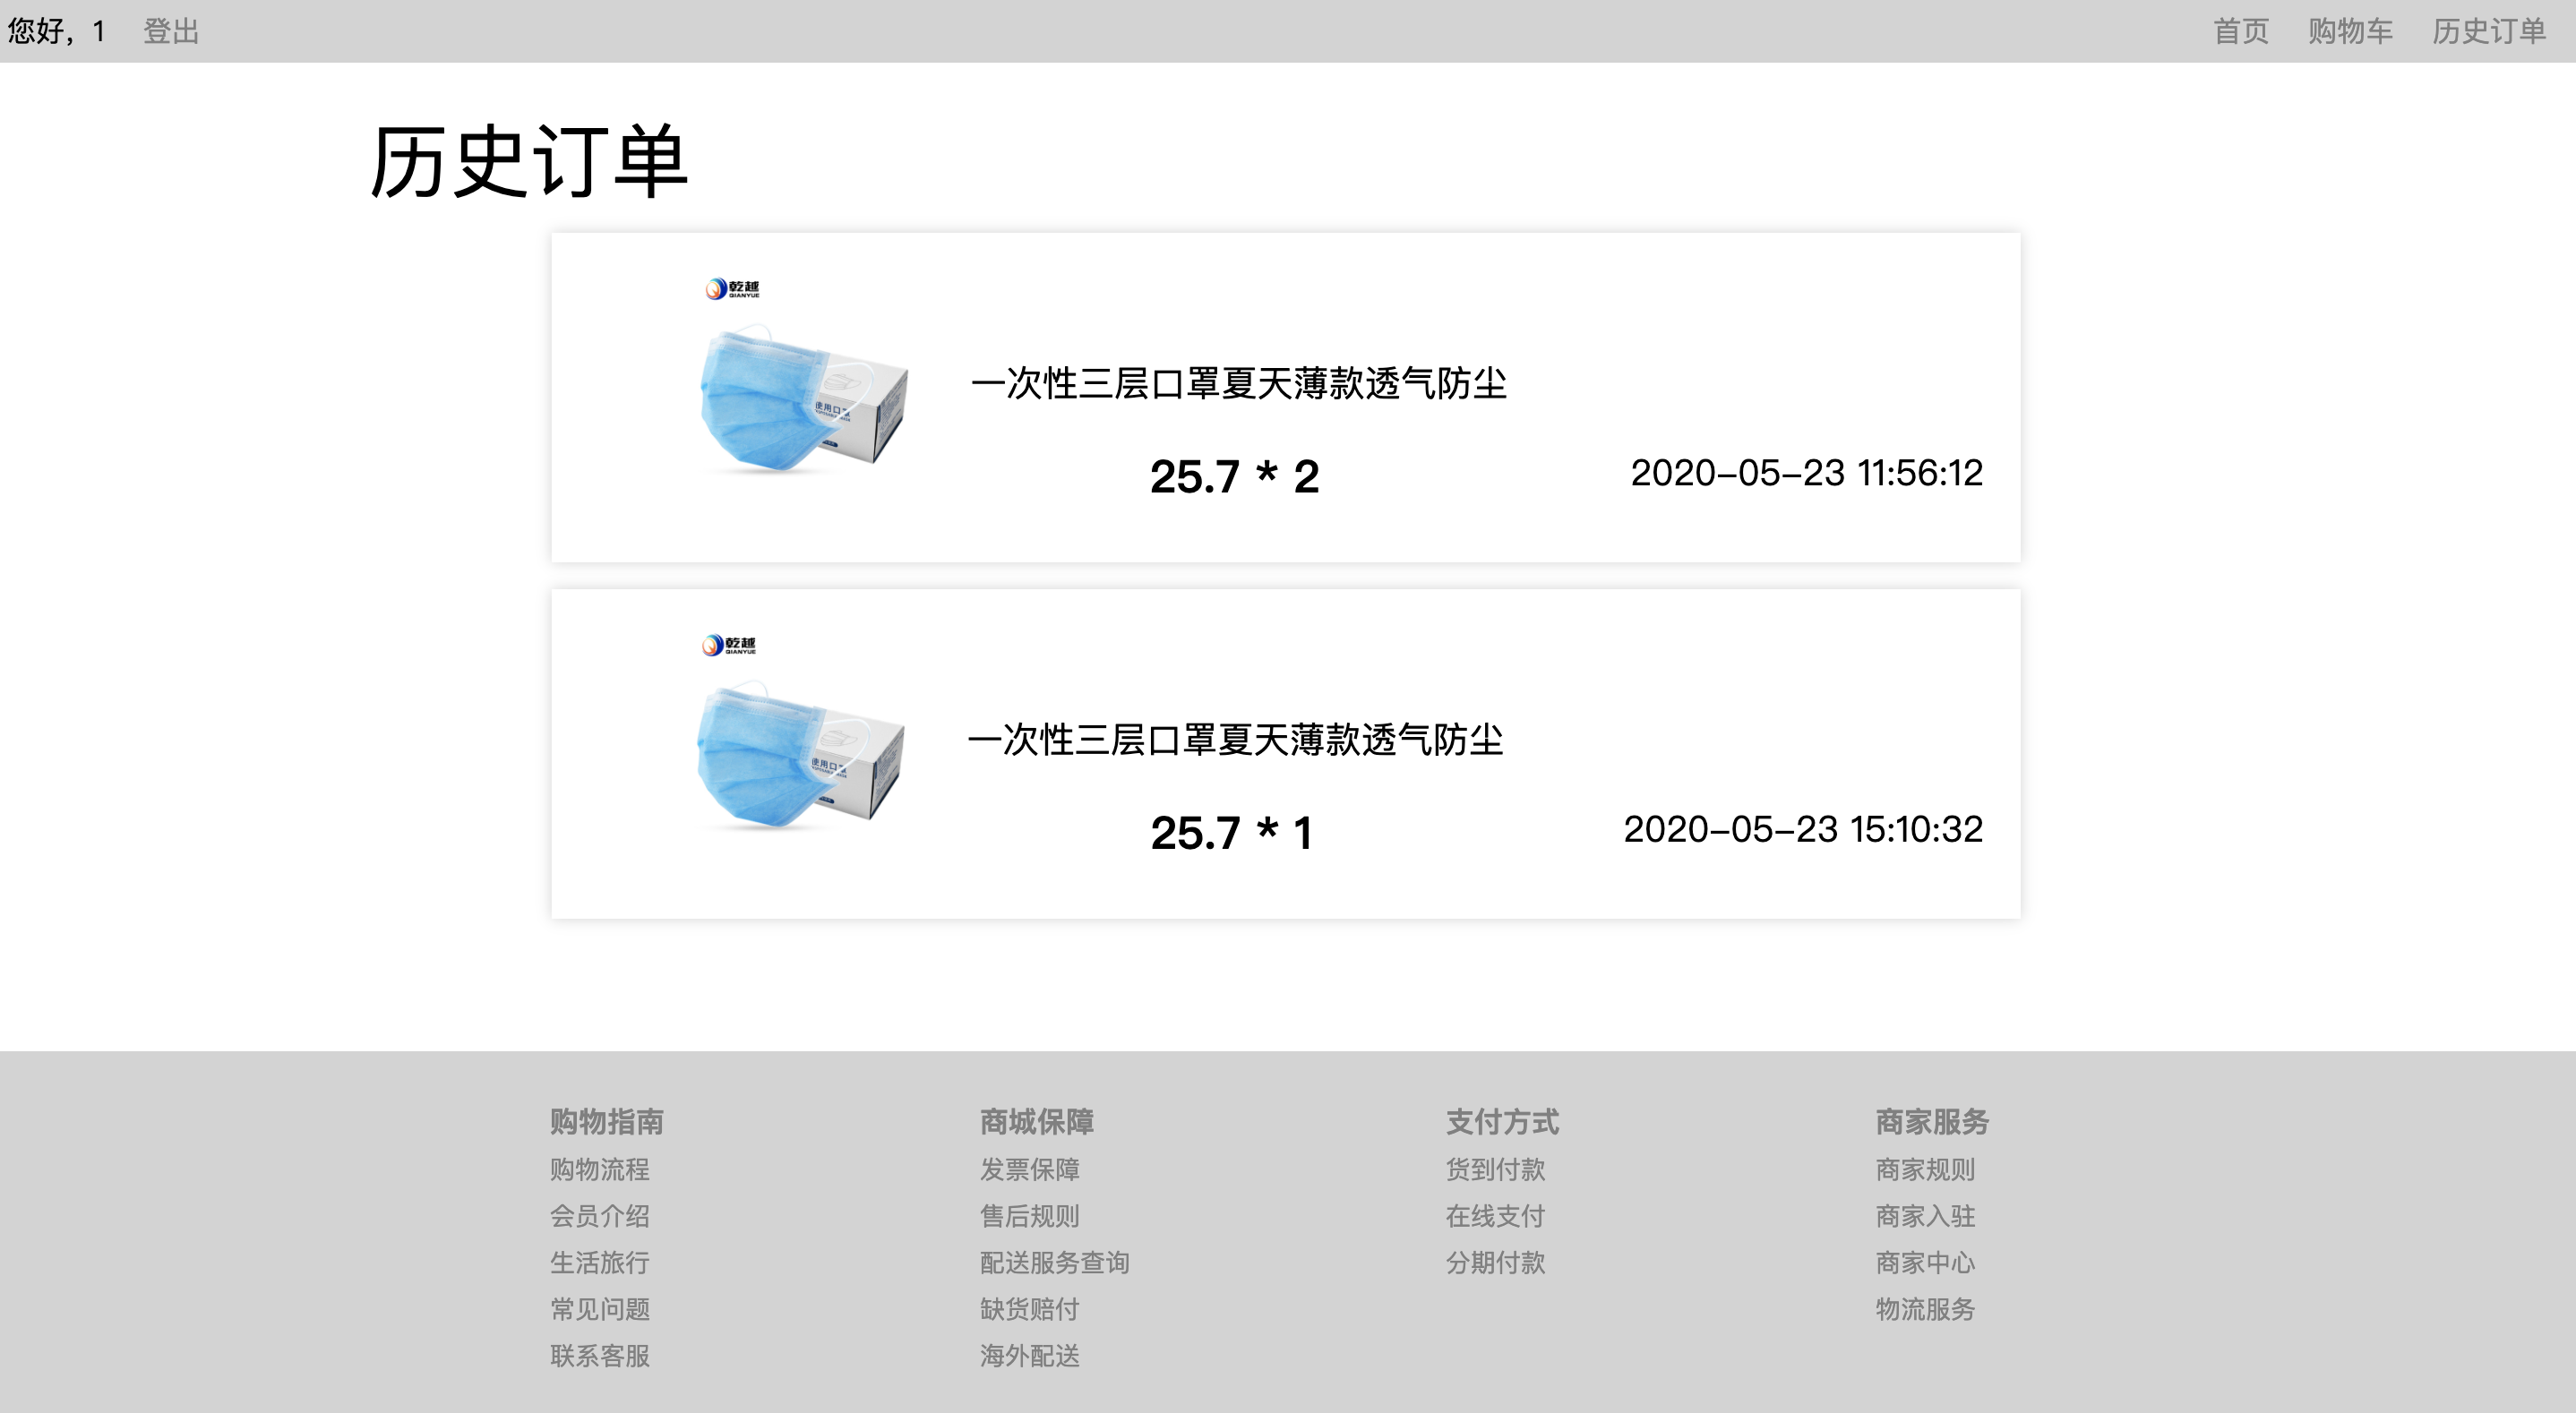 您好，1 登出 首页 购物车 历史订单
历史订单
乾越
QIANYUE
使用口罩
一次性三层口罩夏天薄款透气防尘
25.7 * 2 2020-05-23 11:56:12
乾越
QIANYUE
使用口罩
一次性三层口罩夏天薄款透气防尘
25.7 * 1 2020-05-23 15:10:32
购物指南 商城保障 支付方式 商家服务
购物流程 发票保障 货到付款 商家规则
会员介绍 售后规则 在线支付 商家入驻
生活旅行 配送服务查询 分期付款 商家中心
常见问题 缺货赔付 物流服务
联系客服 海外配送